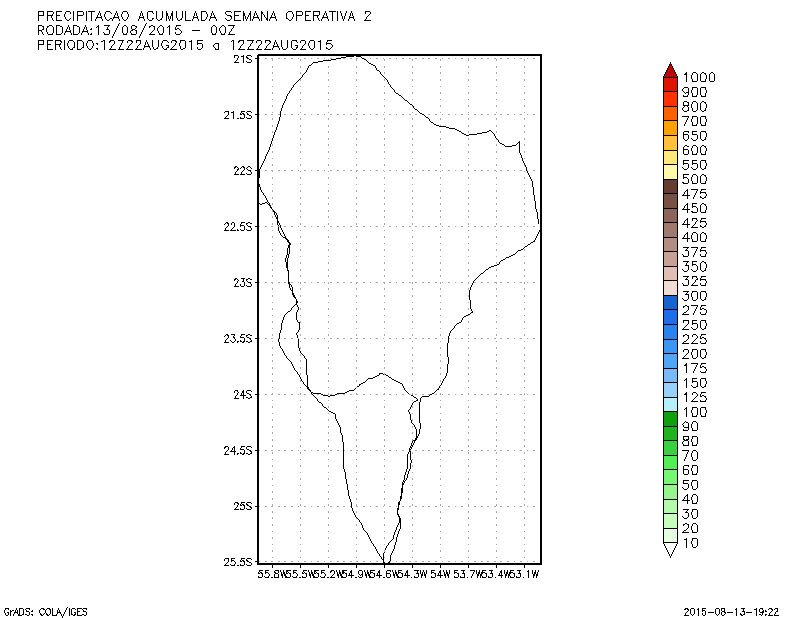 PRECIPITACAO ACUMULADA SEMANA OPERATIVA 2
RODADA:13/08/2015 - 00Z
PERIODO:12Z22AUG2015 a 12Z22AUG2015
21S
21.5S
22S
22.5S
23S
23.5S
24S
24.5S
25S
25.5S
55.8W 55.5W 55.2W 54.9W 54.6W 54.3W 54W 53.7W 53.4W 53.1W
1000
900
800
700
650
600
550
500
475
450
425
400
375
350
325
300
275
250
225
200
175
150
125
100
90
80
70
60
50
40
30
20
10
GrADS: COLA/IGES
2015-08-13-19:22